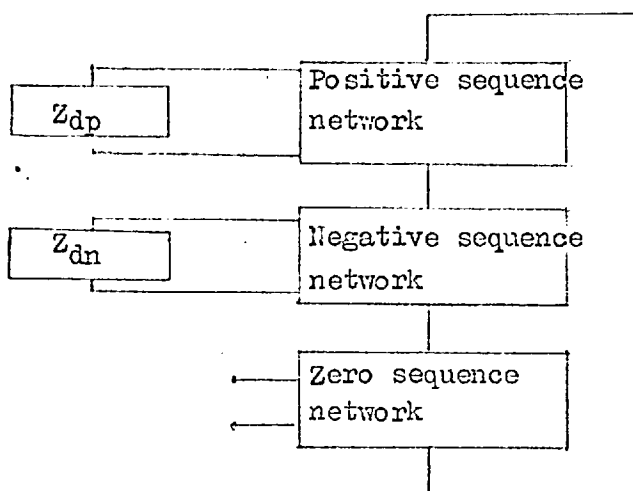 Positive sequence
network
Zdp
Negative sequence
network
Zdn
Zero sequence
network